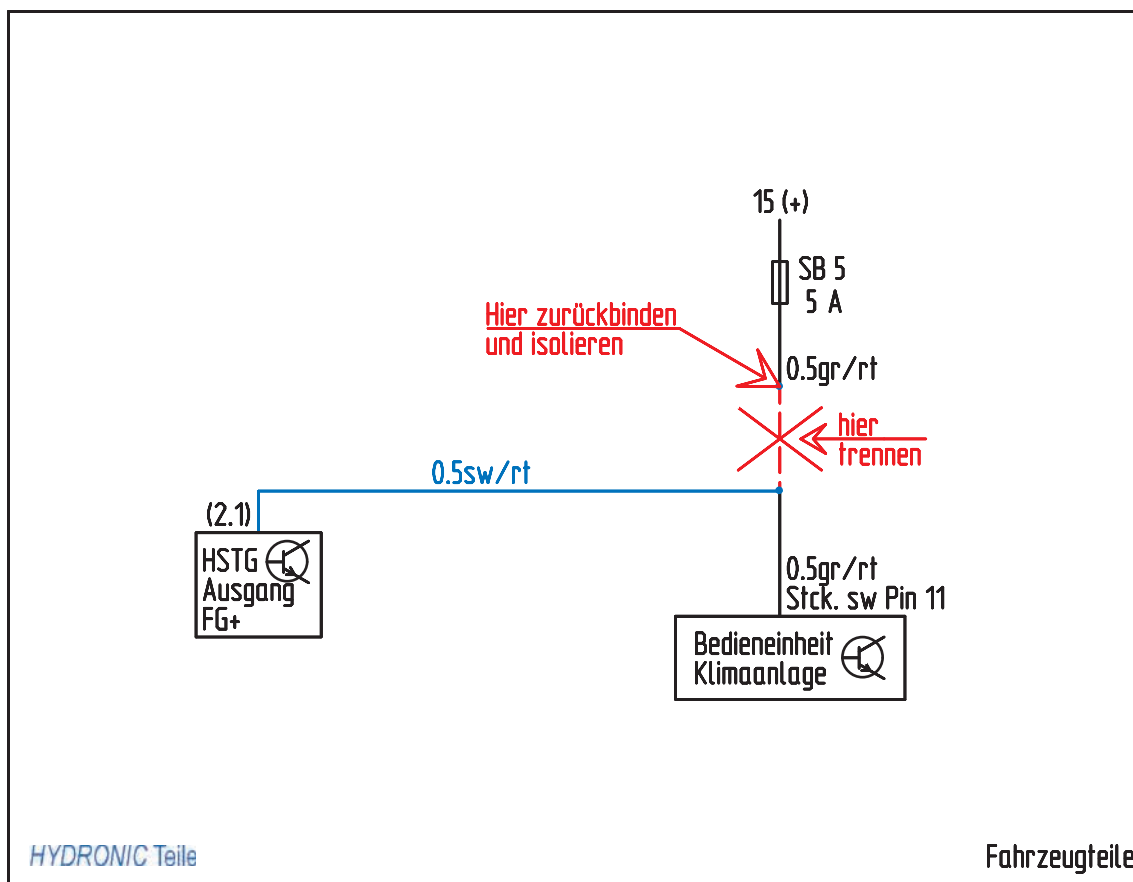 15 (+)
SB 5
5 A
Hier zurückbinden
und isolieren
0.5gr/rt
hier
trennen
0.5sw/rt
(2.1)
HSTG
Ausgang
FG+
0.5gr/rt
Stck. sw Pin 11
Bedieneinheit
Klimaanlage
HYDRONIC Teile
Fahrzeugteile